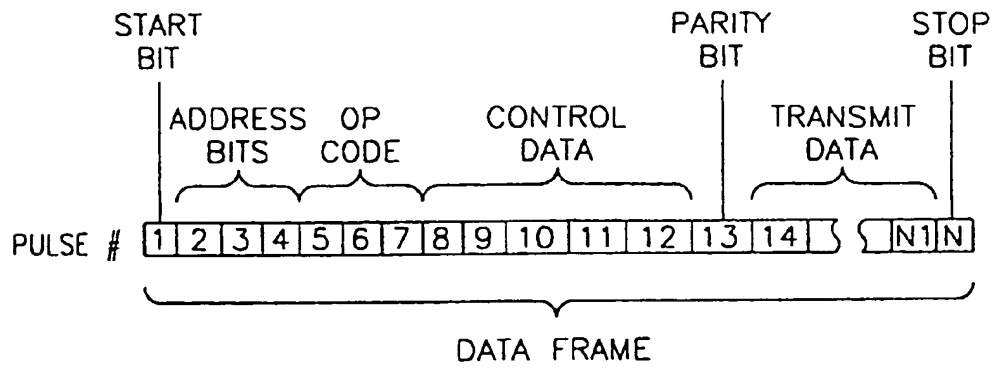 START BIT
PARITY BIT
STOP BIT
ADDRESS BITS
OP CODE
CONTROL DATA
TRANSMIT DATA
PULSE # 1 2 3 4 5 6 7 8 9 10 11 12 13 14 N1 N
DATA FRAME